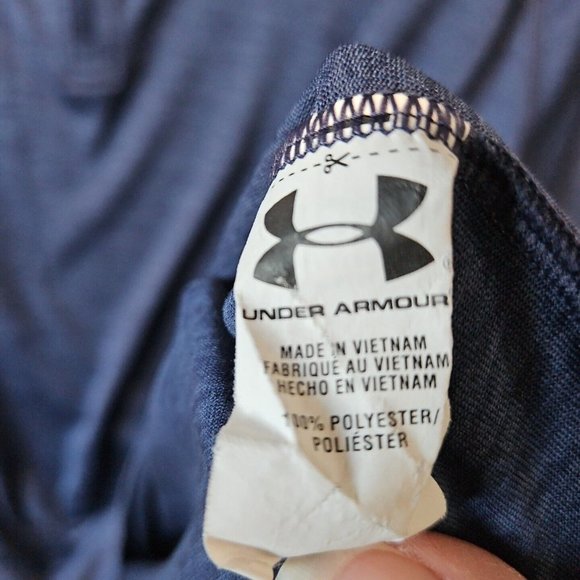 UNDER ARMOUR
MADE IN VIETNAM
FABRIQUÉ AU VIETNAM
HECHO EN VIETNAM
100% POLYESTER/
POLIÉSTER